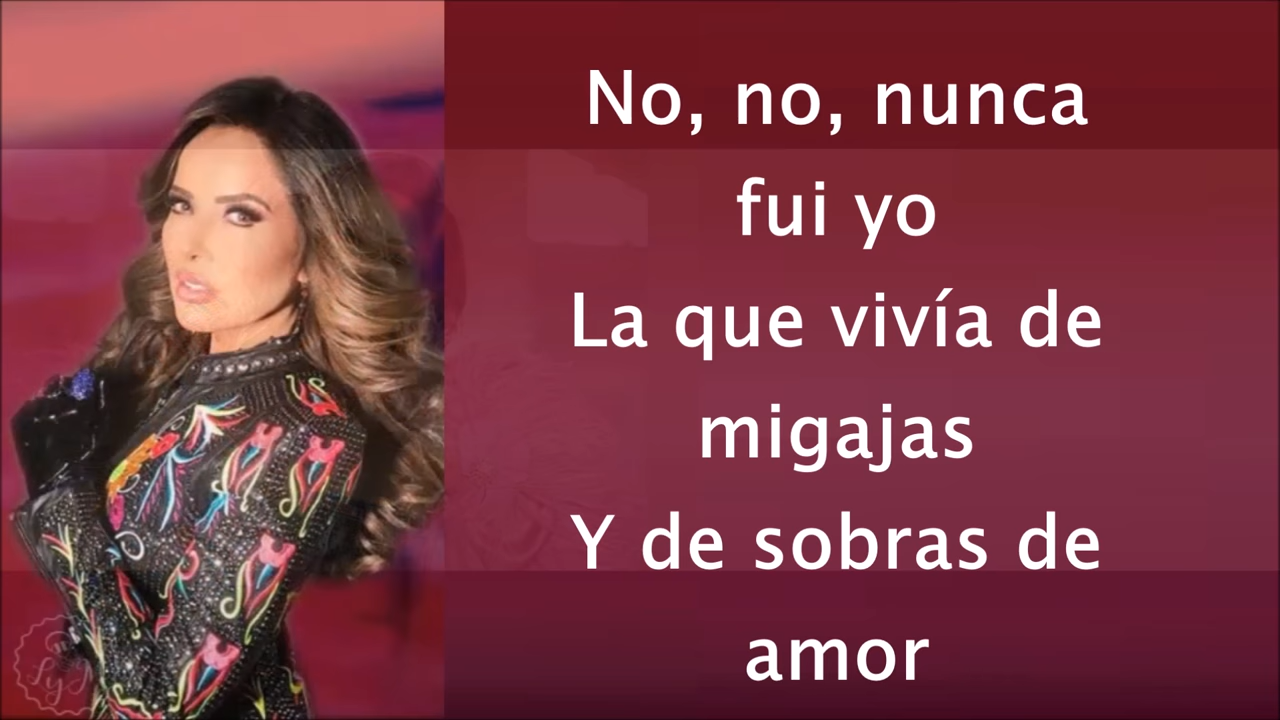 No, no, nunca
fui yo
La que vivía de
migajas
Y de sobras de
amor